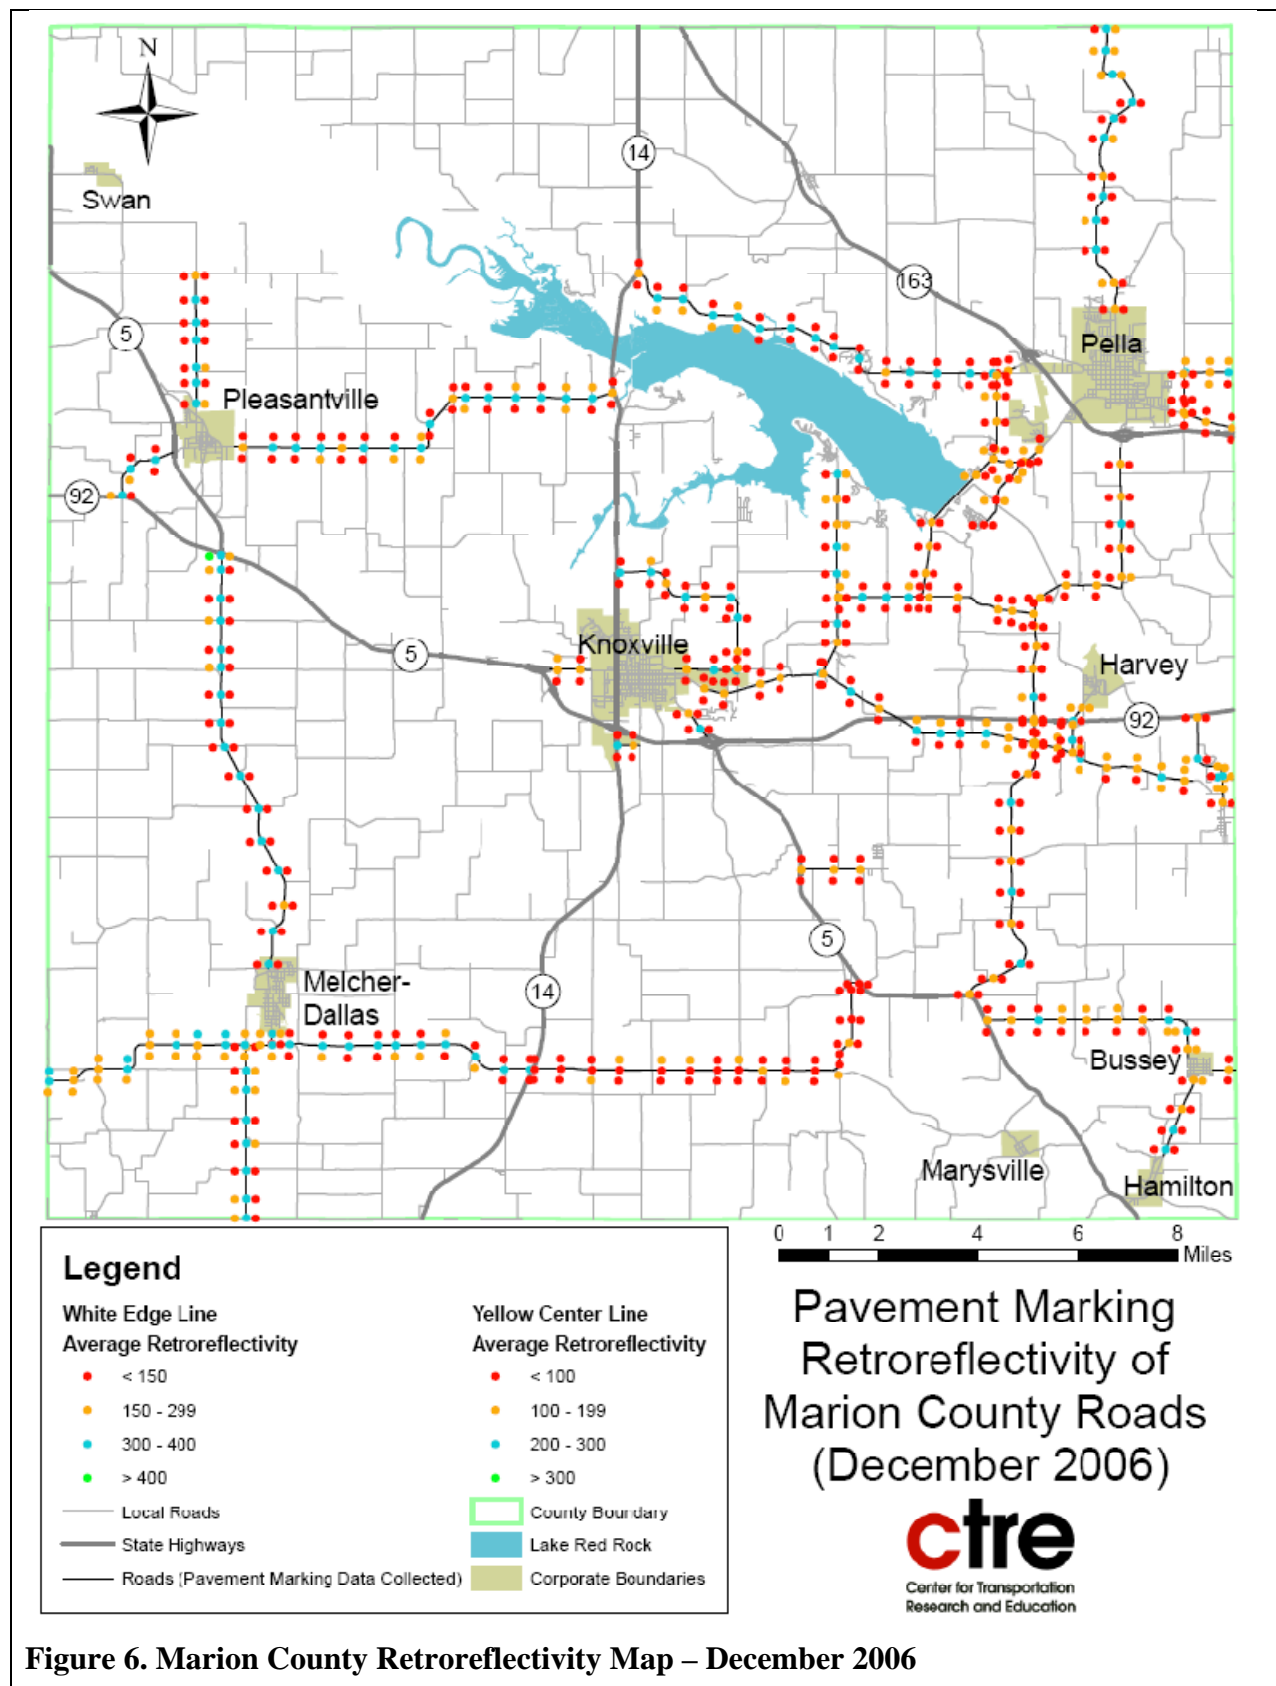 N
14
Swan
163
5
Pella
Pleasantville
92
Knoxville
5
Harvey
92
5
Melcher-
Dallas
14
Bussey
Marysville
Hamilton
0 1 2 4 6 8
Miles
Legend
White Edge Line
Average Retroreflectivity
< 150
150 - 299
300 - 400
> 400
Local Roads
State Highways
Roads (Pavement Marking Data Collected)
Yellow Center Line
Average Retroreflectivity
< 100
100 - 199
200 - 300
> 300
County Boundary
Lake Red Rock
Corporate Boundaries
Pavement Marking
Retroreflectivity of
Marion County Roads
(December 2006)
ctre
Center for Transportation
Research and Education
Figure 6. Marion County Retroreflectivity Map – December 2006